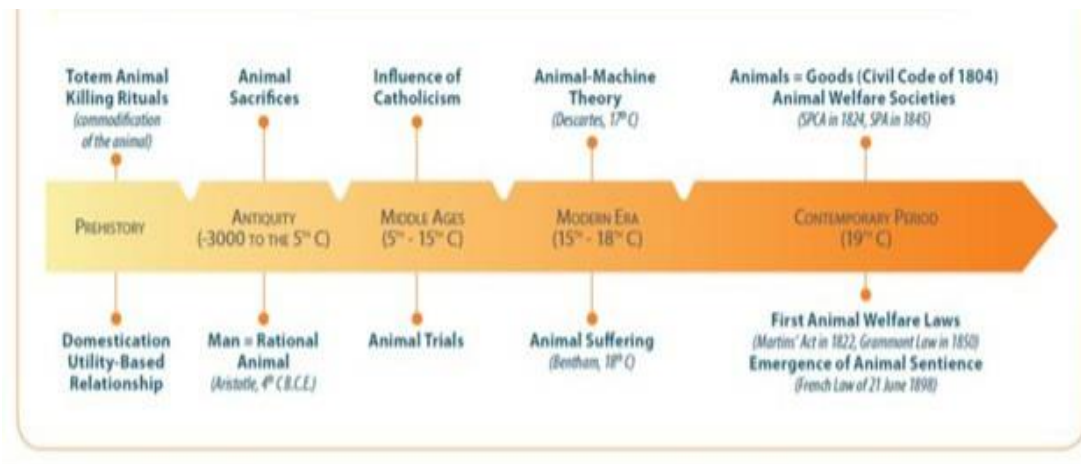 Totem Animal
Killing Rituals
(commodification
of the animal)
Animal
Sacrifices
Influence of
Catholicism
Animal-Machine
Theory
(Descartes, 17th C)
Animals = Goods (Civil Code of 1804)
Animal Welfare Societies
(SPCA in 1824, SPA in 1845)
PREHISTORY
ANTIQUITY
(-3000 TO THE 5TH C)
MIDDLE AGES
(5TH - 15TH C)
MODERN ERA
(15TH - 18TH C)
CONTEMPORARY PERIOD
(19TH C)
Domestication
Utility-Based
Relationship
Man = Rational
Animal
(Aristotle, 4th C B.C.E.)
Animal Trials
Animal Suffering
(Bentham, 18th C)
First Animal Welfare Laws
(Martins' Act in 1822, Grammont Law in 1850)
Emergence of Animal Sentience
(French Law of 21 June 1898)